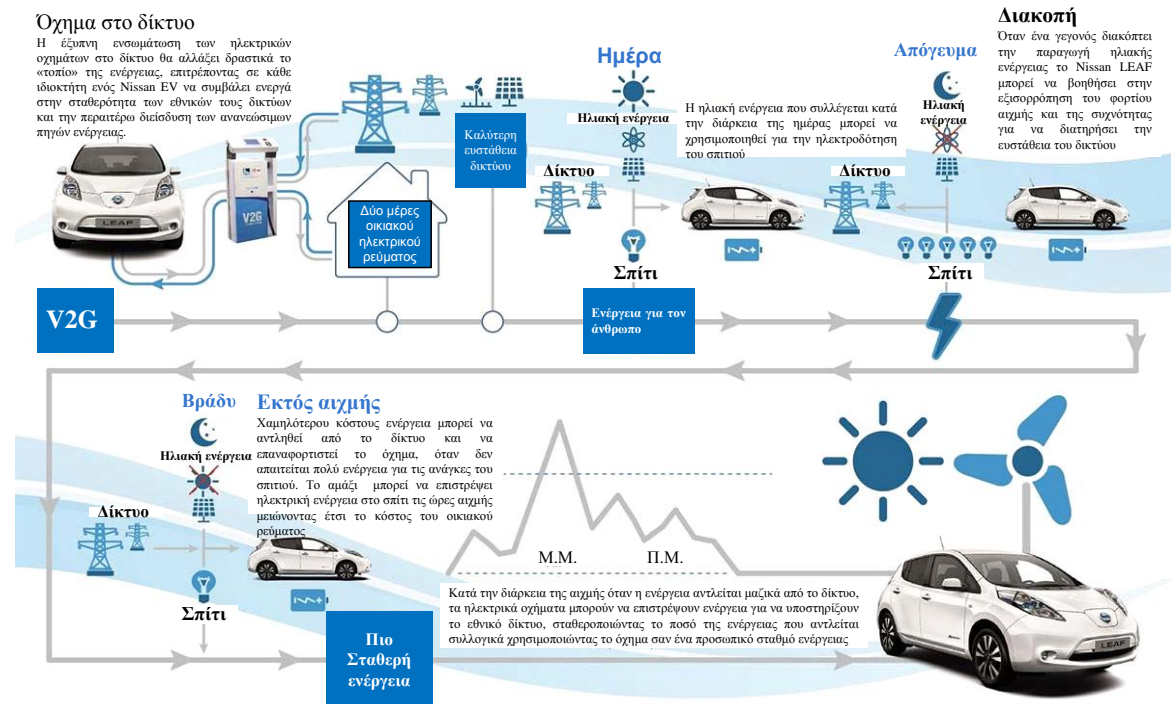 Όχημα στο δίκτυο
Η έξυπνη ενσωμάτωση των ηλεκτρικών
οχημάτων στο δίκτυο θα αλλάξει δραστικά το
«τοπίο» της ενέργειας, επιτρέποντας σε κάθε
ιδιοκτήτη ενός Nissan EV να συμβάλει ενεργά
στην σταθερότητα των εθνικών τους δικτύων
και την περαιτέρω διείσδυση των ανανεώσιμων
πηγών ενέργειας.
LEAF
V2G
Δύο μέρες
οικιακού
ηλεκτρικού
ρεύματος
Καλύτερη
ευστάθεια
δικτύου
Ημέρα
Ηλιακή ενέργεια
Δίκτυο
Σπίτι
Η ηλιακή ενέργεια που συλλέγεται κατά
την διάρκεια της ημέρας μπορεί να
χρησιμοποιηθεί για την ηλεκτροδότηση
του σπιτιού
Απόγευμα
Ηλιακή
ενέργεια
Δίκτυο
Σπίτι
Διακοπή
Όταν ένα γεγονός διακόπτει
την παραγωγή ηλιακής
ενέργειας το Nissan LEAF
μπορεί να βοηθήσει στην
εξισορρόπηση του φορτίου
αιχμής και της συχνότητας
για να διατηρήσει την
ευστάθεια του δικτύου
V2G
Ενέργεια για τον
άνθρωπο
Βράδυ
Ηλιακή ενέργεια
Δίκτυο
Σπίτι
Εκτός αιχμής
Χαμηλότερου κόστους ενέργεια μπορεί να
αντληθεί από το δίκτυο και να
επαναφορτιστεί το όχημα, όταν δεν
απαιτείται πολύ ενέργεια για τις ανάγκες του
σπιτιού. Το αμάξι μπορεί να επιστρέψει
ηλεκτρική ενέργεια στο σπίτι τις ώρες αιχμής
μειώνοντας έτσι το κόστος του οικιακού
ρεύματος
Μ.Μ.
Π.Μ.
Κατά την διάρκεια της αιχμής όταν η ενέργεια αντλείται μαζικά από το δίκτυο,
τα ηλεκτρικά οχήματα μπορούν να επιστρέψουν ενέργεια για να υποστηρίξουν
το εθνικό δίκτυο, σταθεροποιώντας το ποσό της ενέργειας που αντλείται
συλλογικά χρησιμοποιώντας το όχημα σαν ένα προσωπικό σταθμό ενέργειας
Πιο
Σταθερή
ενέργεια
LEAF